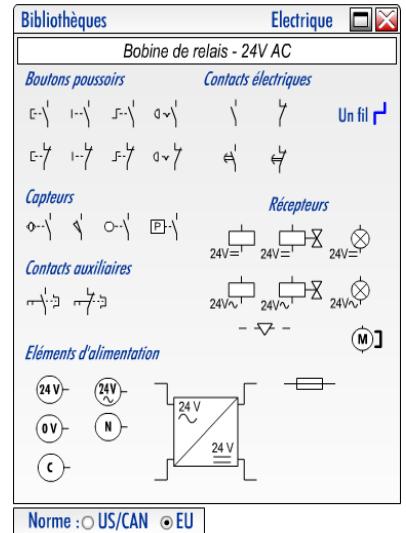 Bibliothèques Electrique
Bobine de relais - 24V AC
Boutons poussoirs Contacts électriques
Un fil
Capteurs
Récepteurs
P
24V= 24V= 24V=
Contacts auxiliaires
24V~ 24V~ 24V~
M
Eléments d'alimentation
24 V 24V ~
24 V ~
0 V N
24 V
C
Norme : US/CAN EU